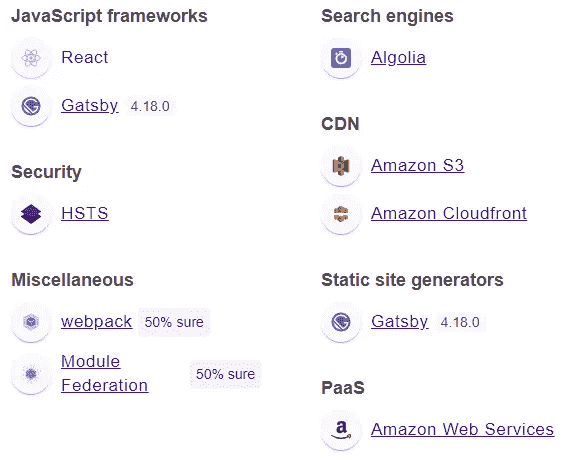 JavaScript frameworks
React
Gatsby 4.18.0
Security
HSTS
Miscellaneous
webpack 50% sure
Module
Federation 50% sure
Search engines
Algolia
CDN
Amazon S3
Amazon Cloudfront
Static site generators
Gatsby 4.18.0
PaaS
Amazon Web Services